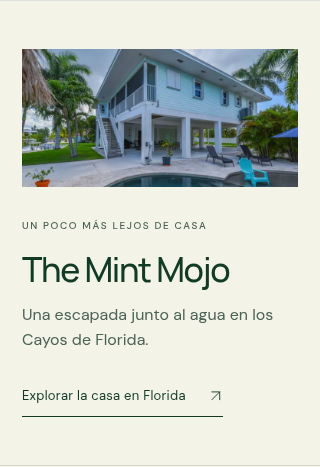 UN POCO MÁS LEJOS DE CASA
The Mint Mojo
Una escapada junto al agua en los
Cayos de Florida.
Explorar la casa en Florida